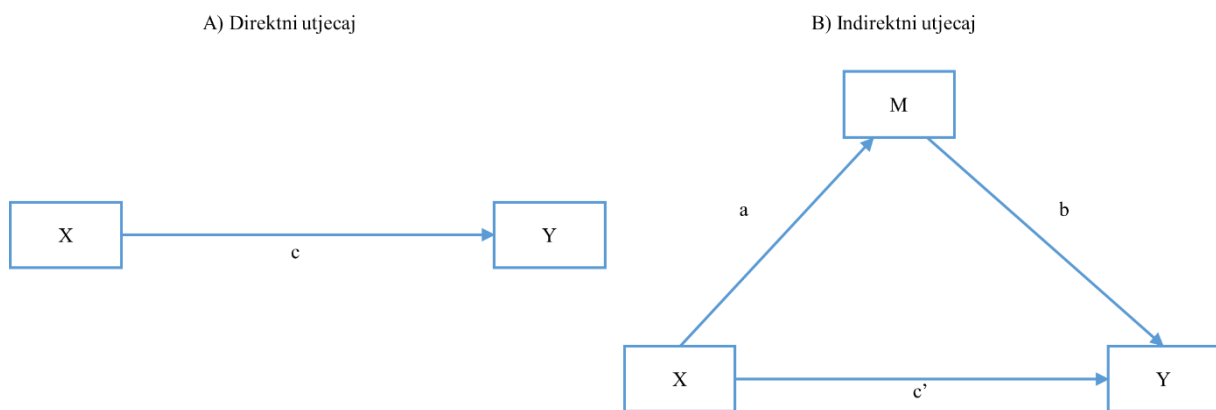 A) Direktni utjecaj
X
Y
c
B) Indirektni utjecaj
M
a
b
X
Y
c’